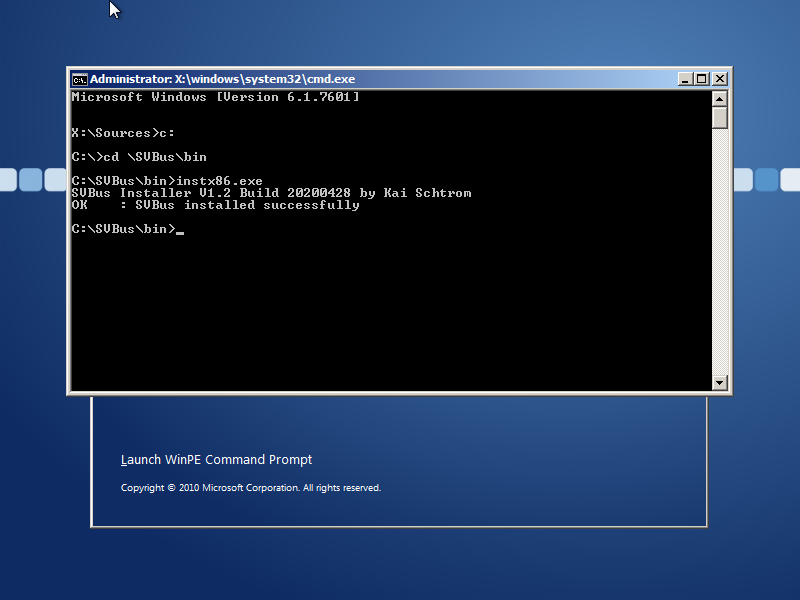 Administrator: X:\windows\system32\cmd.exe
Microsoft Windows [Version 6.1.7601]
X:\Sources>c:
C:\>cd \SVBus\bin
C:\SVBus\bin>instx86.exe
SVBus Installer V1.2 Build 20200428 by Kai Schtrom
OK    : SVBus installed successfully
C:\SVBus\bin>_
Launch WinPE Command Prompt
Copyright © 2010 Microsoft Corporation. All rights reserved.